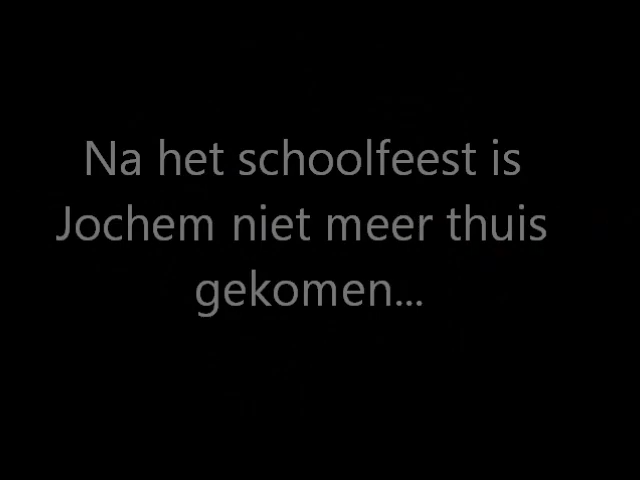 Na het schoolfeest is
Jochem niet meer thuis
gekomen...